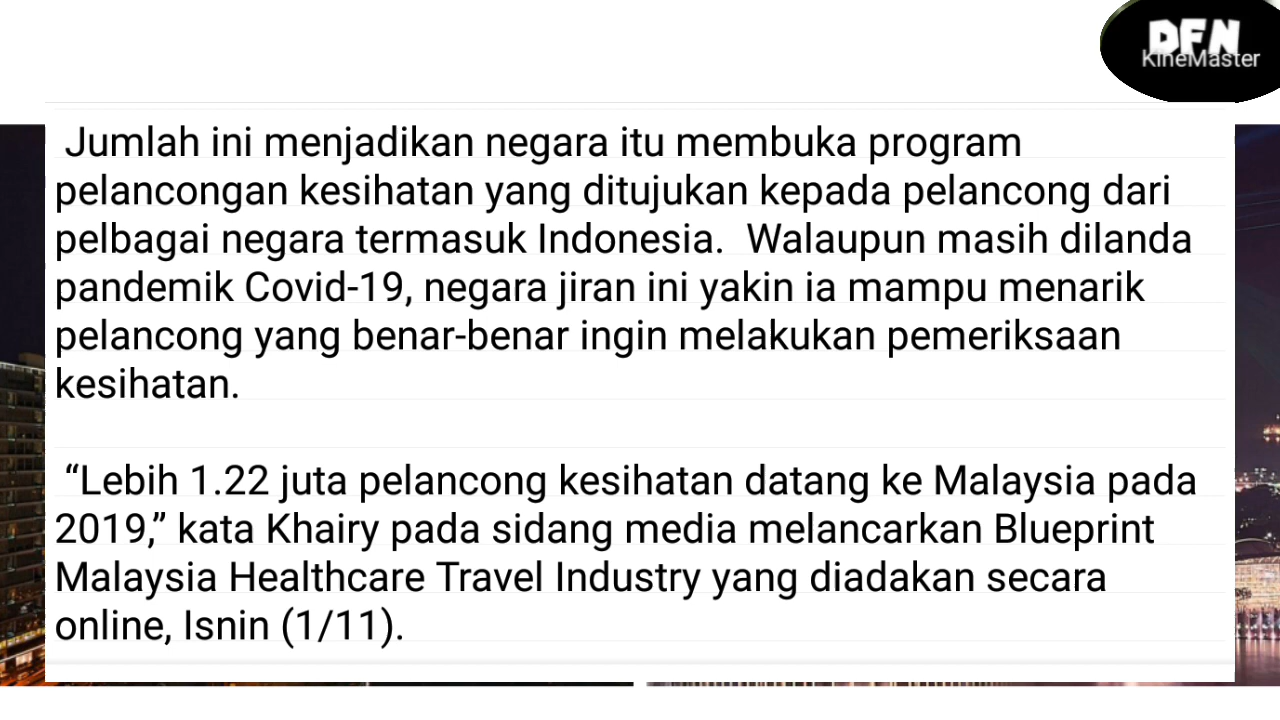 DFN
KineMaster
Jumlah ini menjadikan negara itu membuka program
pelancongan kesihatan yang ditujukan kepada pelancong dari
pelbagai negara termasuk Indonesia.  Walaupun masih dilanda
pandemik Covid-19, negara jiran ini yakin ia mampu menarik
pelancong yang benar-benar ingin melakukan pemeriksaan
kesihatan.
“Lebih 1.22 juta pelancong kesihatan datang ke Malaysia pada
2019,” kata Khairy pada sidang media melancarkan Blueprint
Malaysia Healthcare Travel Industry yang diadakan secara
online, Isnin (1/11).